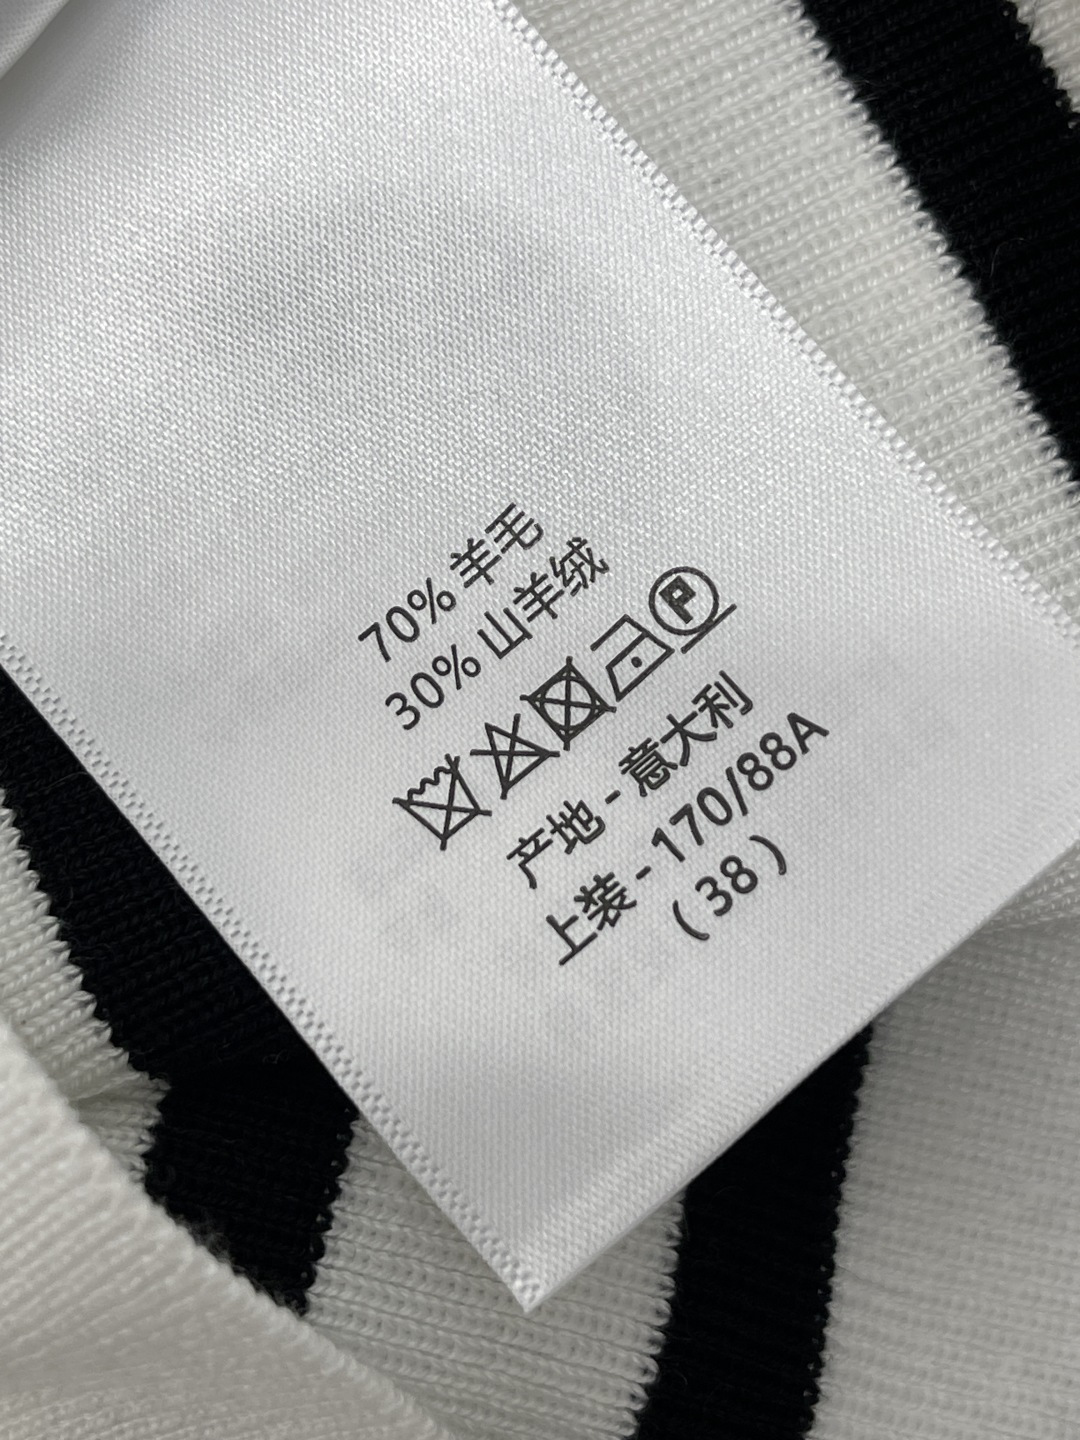 70% 羊毛
30% 山羊绒
P
产地 - 意大利
上装 - 170/88A
( 38 )